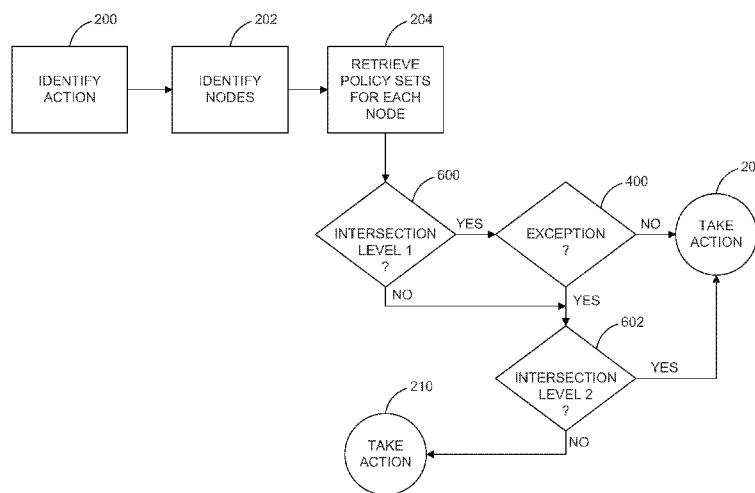 200
202
204
IDENTIFY
ACTION
IDENTIFY
NODES
RETRIEVE
POLICY SETS
FOR EACH
NODE
600
400
20
INTERSECTION
LEVEL 1
?
YES
EXCEPTION
?
NO
TAKE
ACTION
NO
YES
602
INTERSECTION
LEVEL 2
?
YES
210
TAKE
ACTION
NO